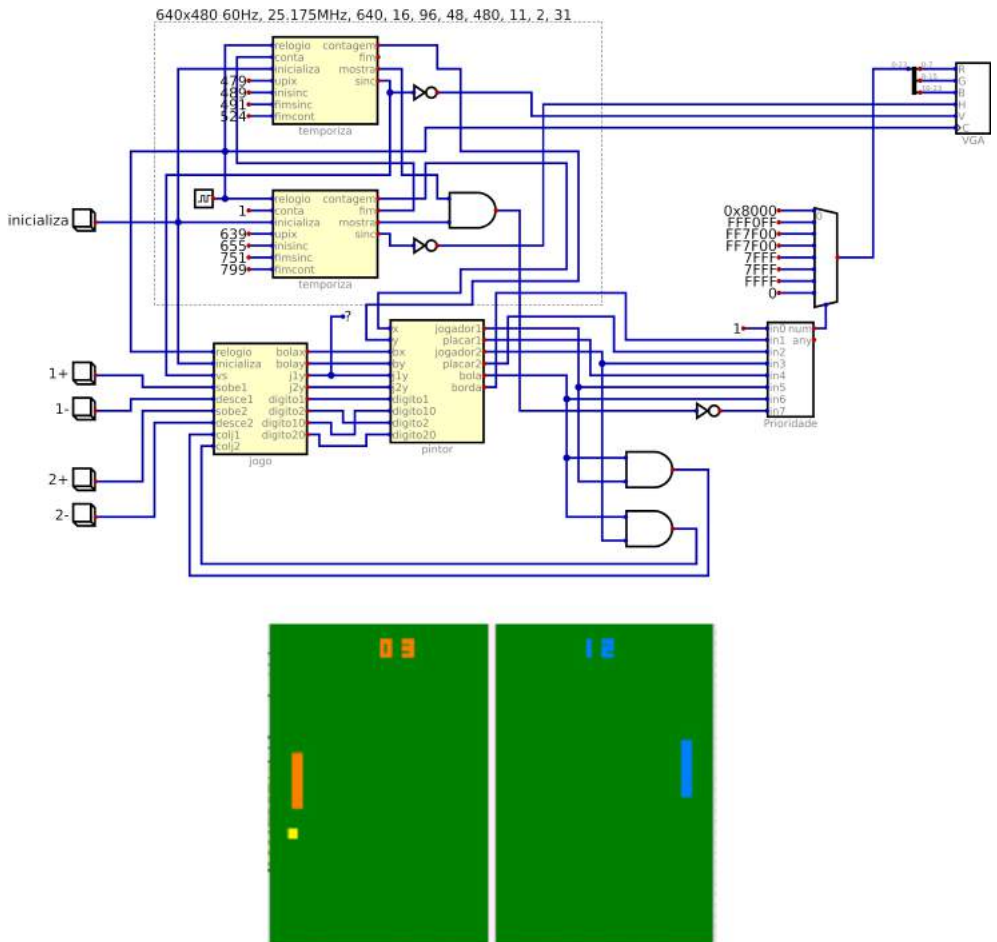 640x480 60Hz, 25.175MHz, 640, 16, 96, 48, 480, 11, 2, 31
relogio contagem
conta fim
inicializa mostra
479 upix sinc
489 inisinc
491 fimsinc
524 fimcont
temporiza
R
G
B
H
V
C
VGA
relogio contagem
1 conta fim
inicializa inicializa mostra
639 upix sinc
655 inisinc
751 fimsinc
799 fimcont
temporiza
0x8000 0
FFF0FF
FF7F00
FF7F00
7FFF
7FFF
FFFF
0
?
x jogador1
y placar1
bx jogador2
by placar2
j1y bola
j2y borda
digito1
digito10
digito2
digito20
pintor
1 in0 num
in1 any
in2
in3
in4
in5
in6
in7
Prioridade
relogio bolax
inicializa bolay
vs j1y
sobe1 j2y
desce1 digito1
sobe2 digito2
desce2 digito10
colj1 digito20
colj2
jogo
1+
1-
2+
2-
03 12